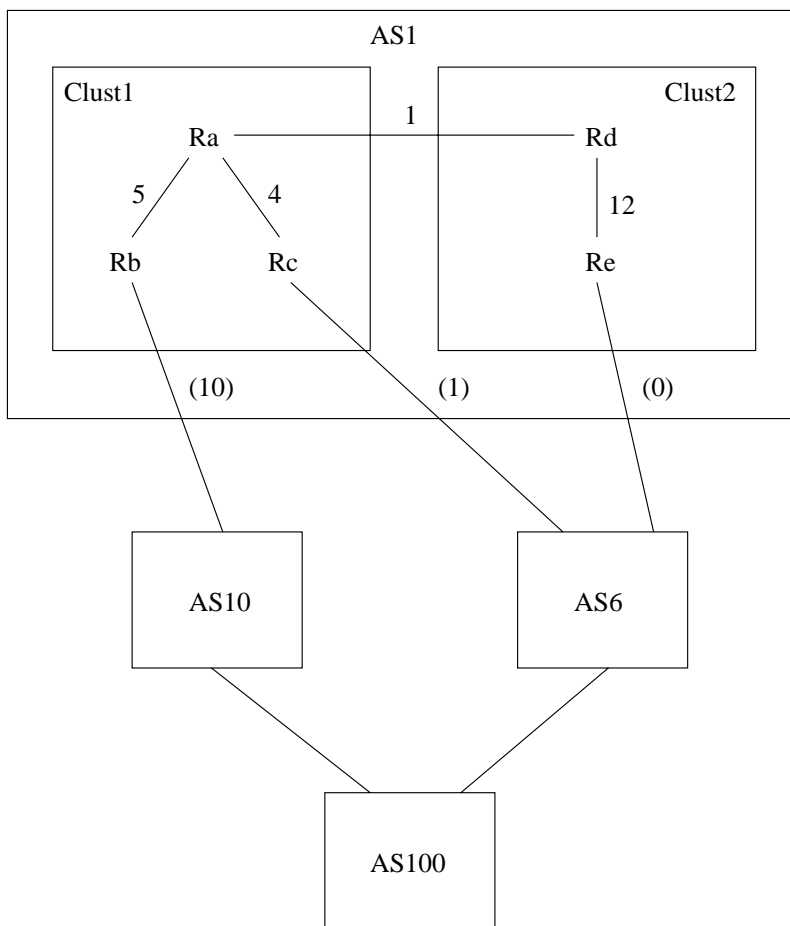 AS1
Clust1
Clust2
1
Ra
Rd
5
4
12
Rb
Rc
Re
(10)
(1)
(0)
AS10
AS6
AS100